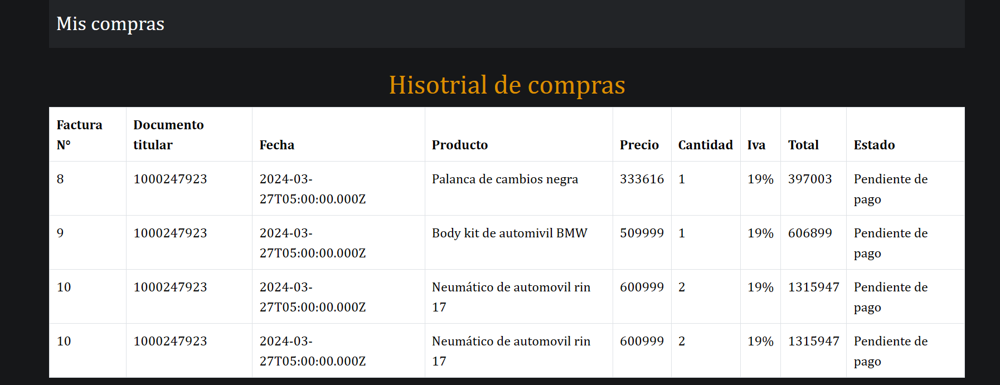 Mis compras
Hisotrial de compras
Factura N° Documento titular Fecha Producto Precio Cantidad Iva Total Estado
8 1000247923 2024-03-27T05:00:00.000Z Palanca de cambios negra 333616 1 19% 397003 Pendiente de pago
9 1000247923 2024-03-27T05:00:00.000Z Body kit de automivil BMW 509999 1 19% 606899 Pendiente de pago
10 1000247923 2024-03-27T05:00:00.000Z Neumático de automovil rin 17 600999 2 19% 1315947 Pendiente de pago
10 1000247923 2024-03-27T05:00:00.000Z Neumático de automovil rin 17 600999 2 19% 1315947 Pendiente de pago